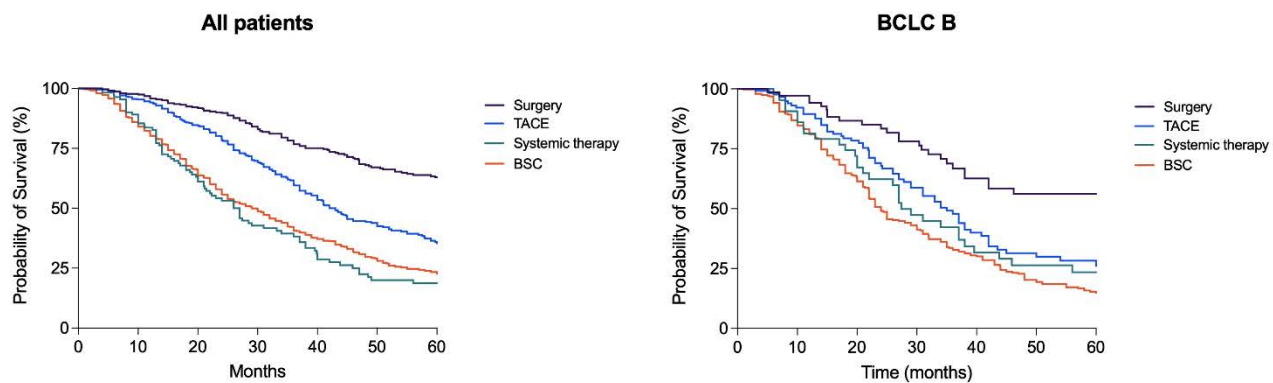 All patients
Probability of Survival (%)
100
75
50
25
0
0 10 20 30 40 50 60
Months
Surgery
TACE
Systemic therapy
BSC
BCLC B
Probability of Survival (%)
100
75
50
25
0
0 10 20 30 40 50 60
Time (months)
Surgery
TACE
Systemic therapy
BSC